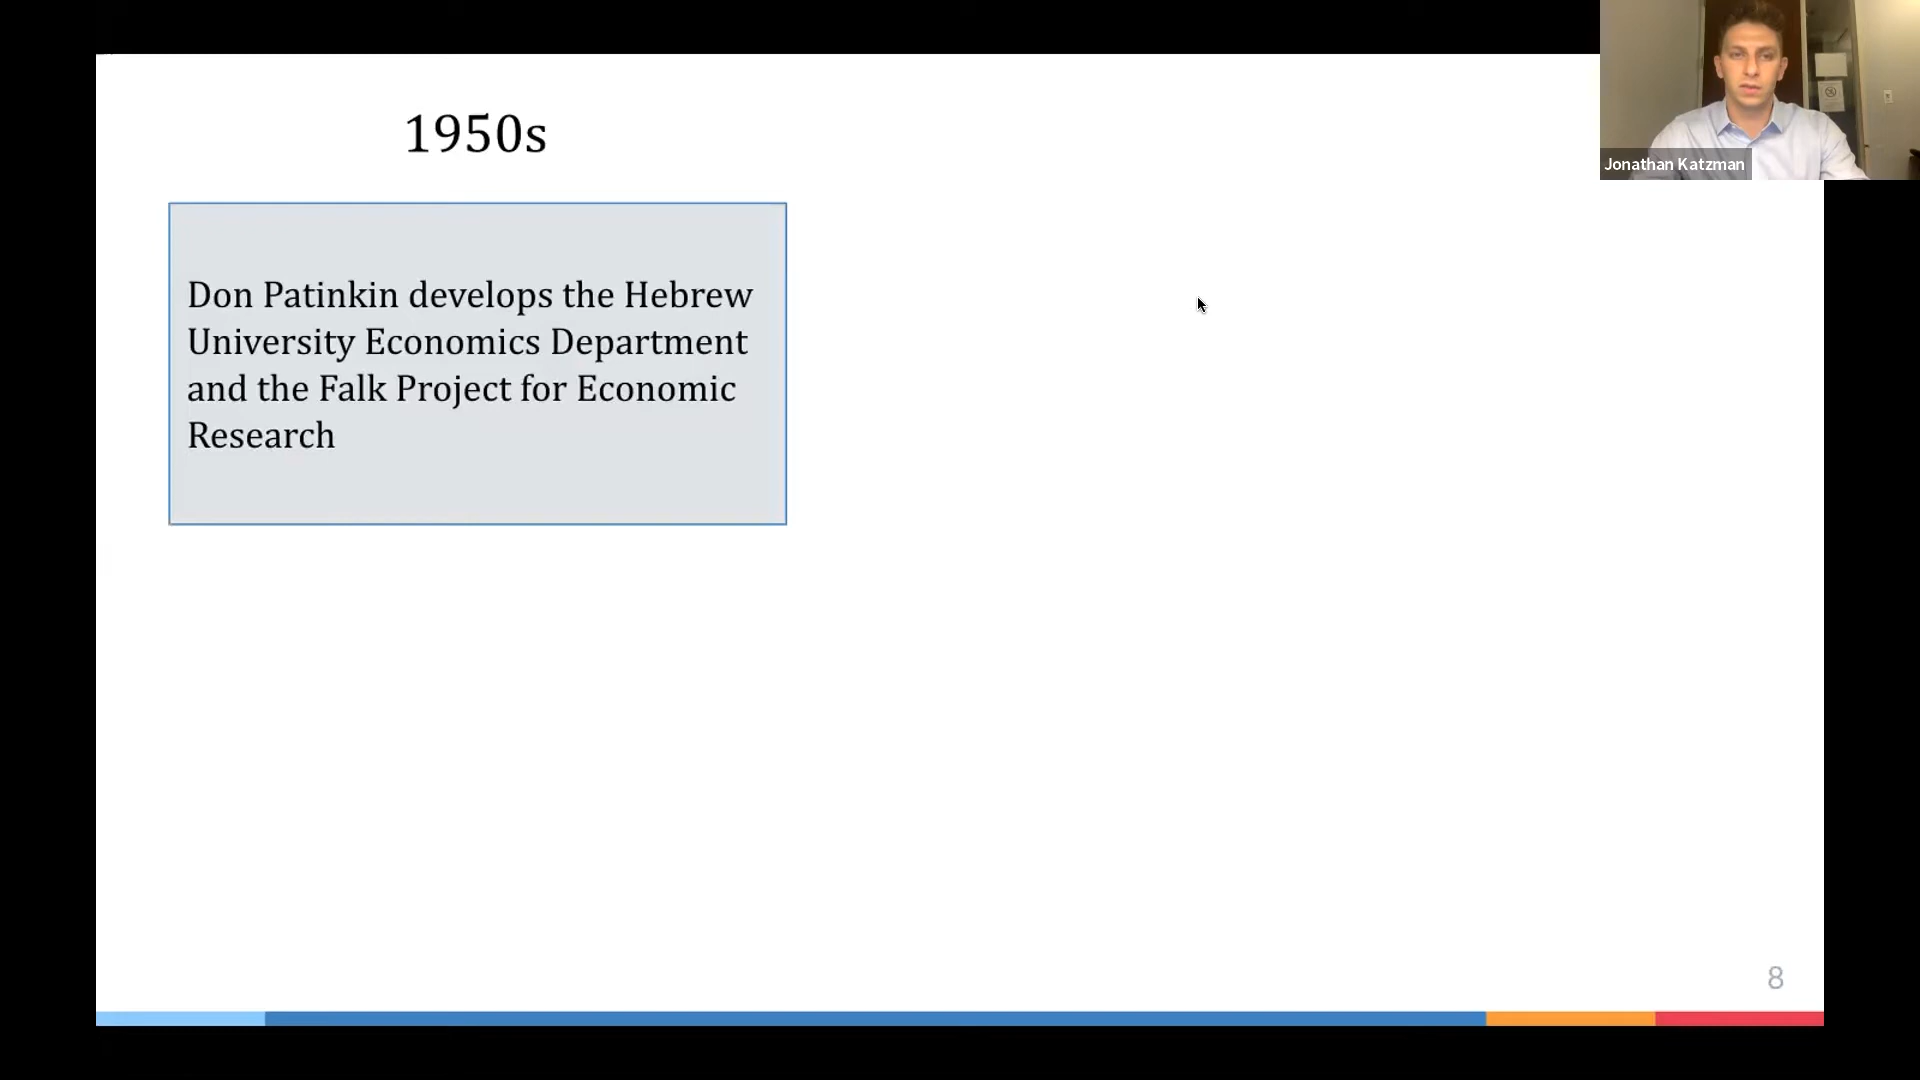 1950s
Jonathan Katzman
Don Patinkin develops the Hebrew
University Economics Department
and the Falk Project for Economic
Research
8